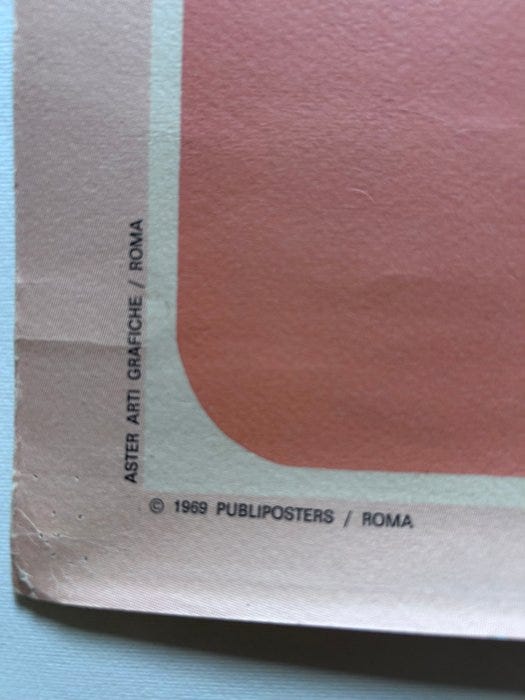 ASTER ARTI GRAFICHE / ROMA
© 1969 PUBLIPOSTERS / ROMA